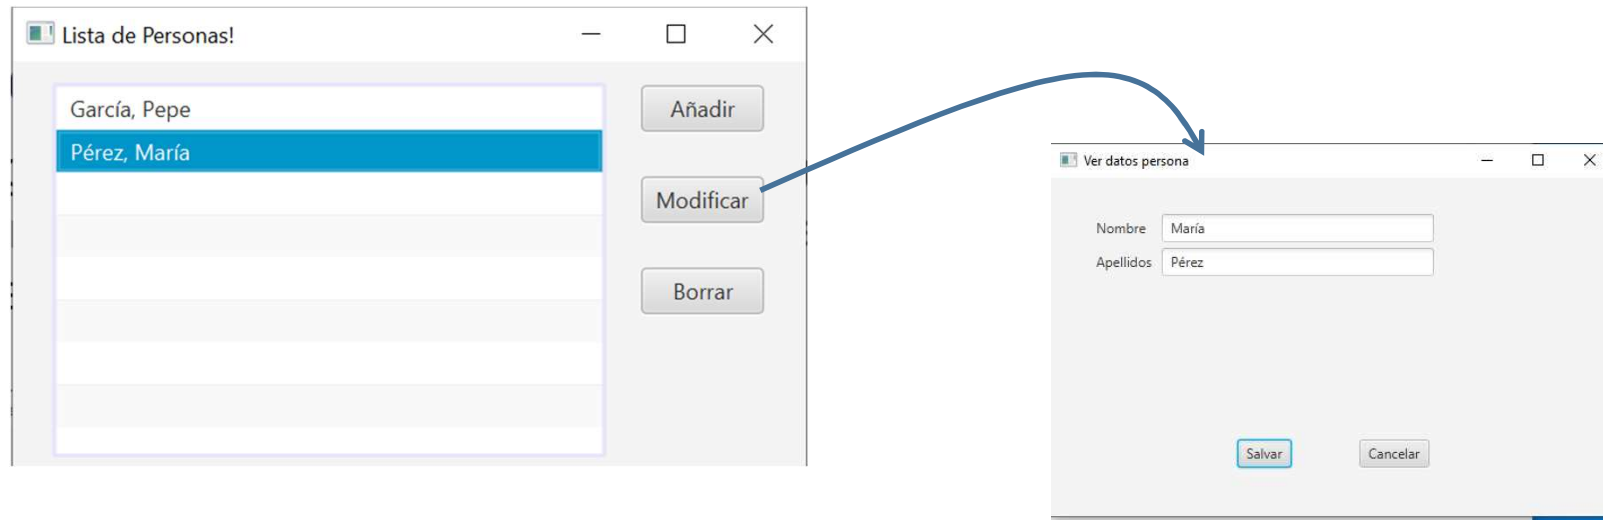 Lista de Personas!
García, Pepe
Pérez, María
Añadir
Modificar
Borrar
Ver datos persona
Nombre María
Apellidos Pérez
Salvar Cancelar